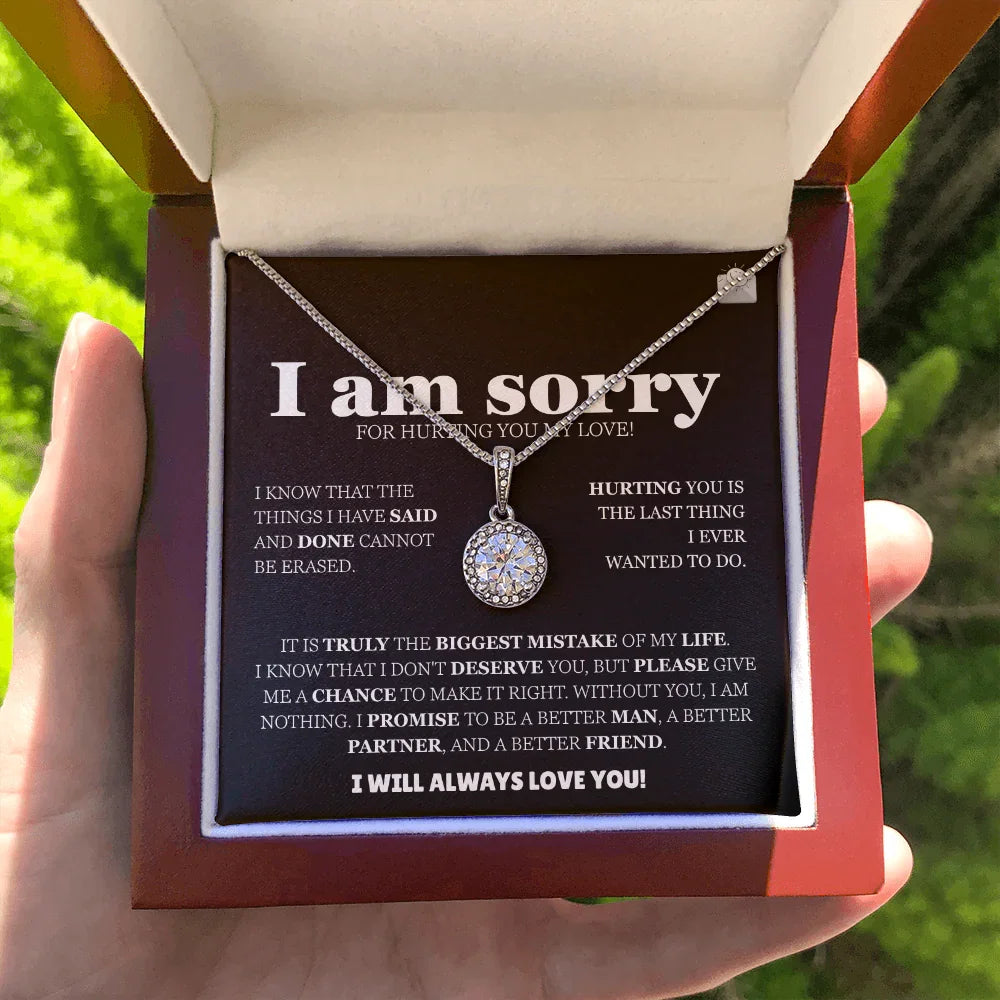 I am sorry
FOR HURTING YOU MY LOVE!
I KNOW THAT THE
THINGS I HAVE SAID
AND DONE CANNOT
BE ERASED.
HURTING YOU IS
THE LAST THING
I EVER
WANTED TO DO.
IT IS TRULY THE BIGGEST MISTAKE OF MY LIFE.
I KNOW THAT I DON'T DESERVE YOU, BUT PLEASE GIVE
ME A CHANCE TO MAKE IT RIGHT. WITHOUT YOU, I AM
NOTHING. I PROMISE TO BE A BETTER MAN, A BETTER
PARTNER, AND A BETTER FRIEND.
I WILL ALWAYS LOVE YOU!